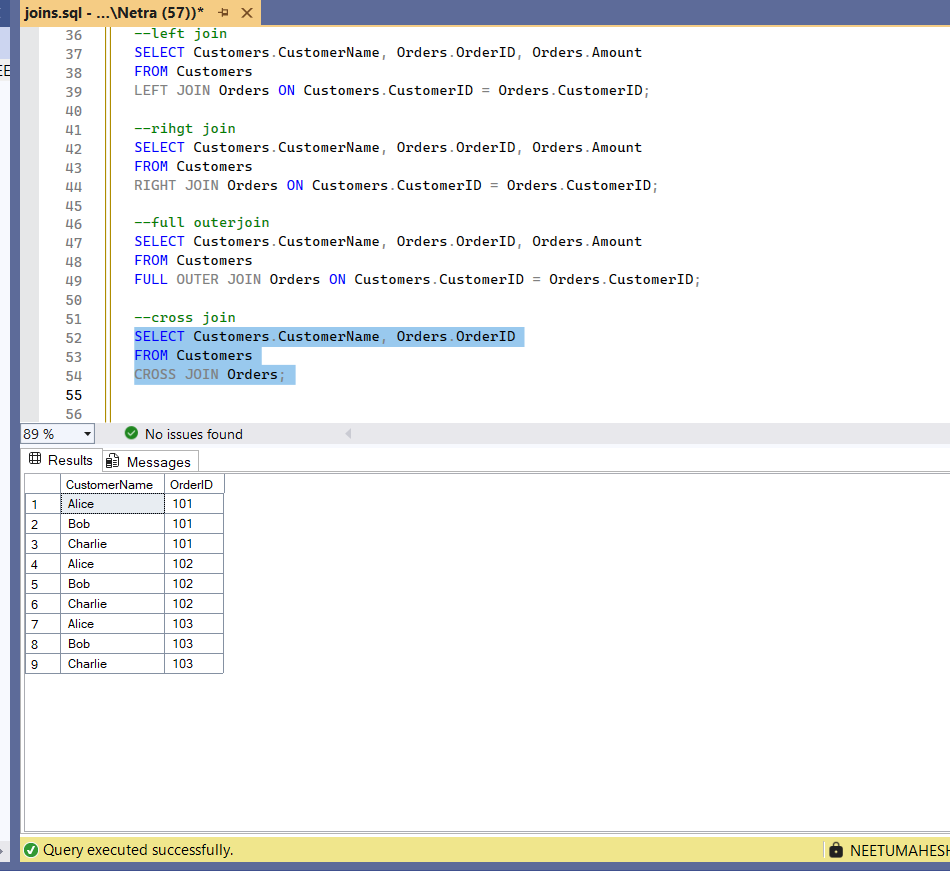 joins.sql - ...\Netra (57))*
36 --left join
37 SELECT Customers.CustomerName, Orders.OrderID, Orders.Amount
38 FROM Customers
39 LEFT JOIN Orders ON Customers.CustomerID = Orders.CustomerID;
40
41 --rihgt join
42 SELECT Customers.CustomerName, Orders.OrderID, Orders.Amount
43 FROM Customers
44 RIGHT JOIN Orders ON Customers.CustomerID = Orders.CustomerID;
45
46 --full outerjoin
47 SELECT Customers.CustomerName, Orders.OrderID, Orders.Amount
48 FROM Customers
49 FULL OUTER JOIN Orders ON Customers.CustomerID = Orders.CustomerID;
50
51 --cross join
52 SELECT Customers.CustomerName, Orders.OrderID
53 FROM Customers
54 CROSS JOIN Orders;
55
56
89 % No issues found
Results Messages
CustomerName OrderID
1 Alice 101
2 Bob 101
3 Charlie 101
4 Alice 102
5 Bob 102
6 Charlie 102
7 Alice 103
8 Bob 103
9 Charlie 103
Query executed successfully. NEETUMAHESH